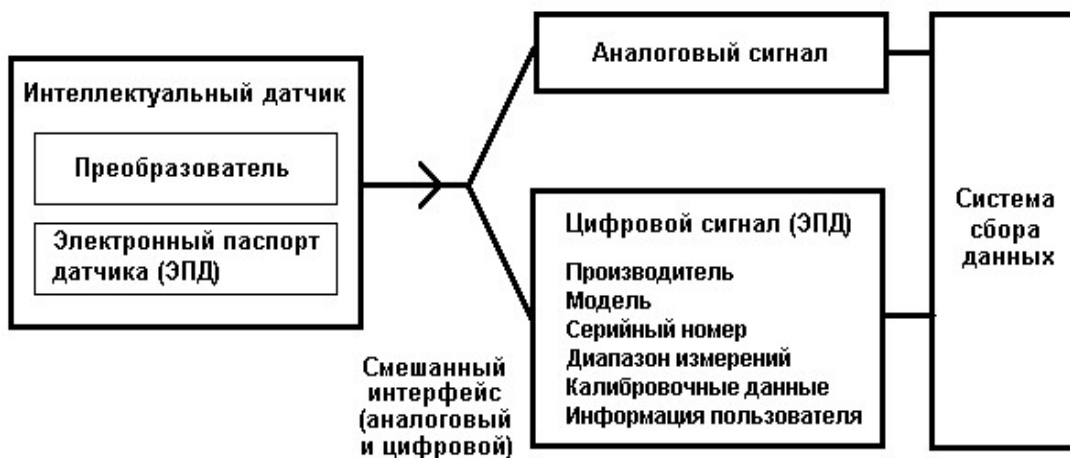 Интеллектуальный датчик
Преобразователь
Электронный паспорт
датчика (ЭПД)
Смешанный
интерфейс
(аналоговый
и цифровой)
Аналоговый сигнал
Цифровой сигнал (ЭПД)
Производитель
Модель
Серийный номер
Диапазон измерений
Калибровочные данные
Информация пользователя
Система
сбора
данных